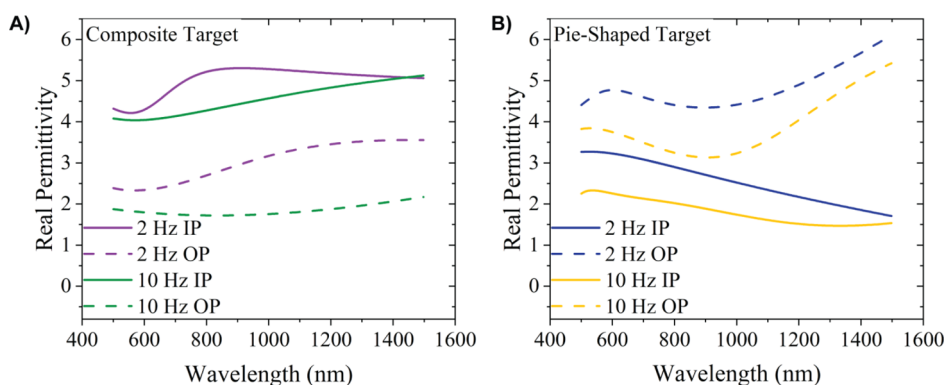 A)
Composite Target
Real Permittivity
6
5
4
3
2
1
0
2 Hz IP
2 Hz OP
10 Hz IP
10 Hz OP
400 600 800 1000 1200 1400 1600
Wavelength (nm)
B)
Pie-Shaped Target
Real Permittivity
6
5
4
3
2
1
0
2 Hz IP
2 Hz OP
10 Hz IP
10 Hz OP
400 600 800 1000 1200 1400 1600
Wavelength (nm)